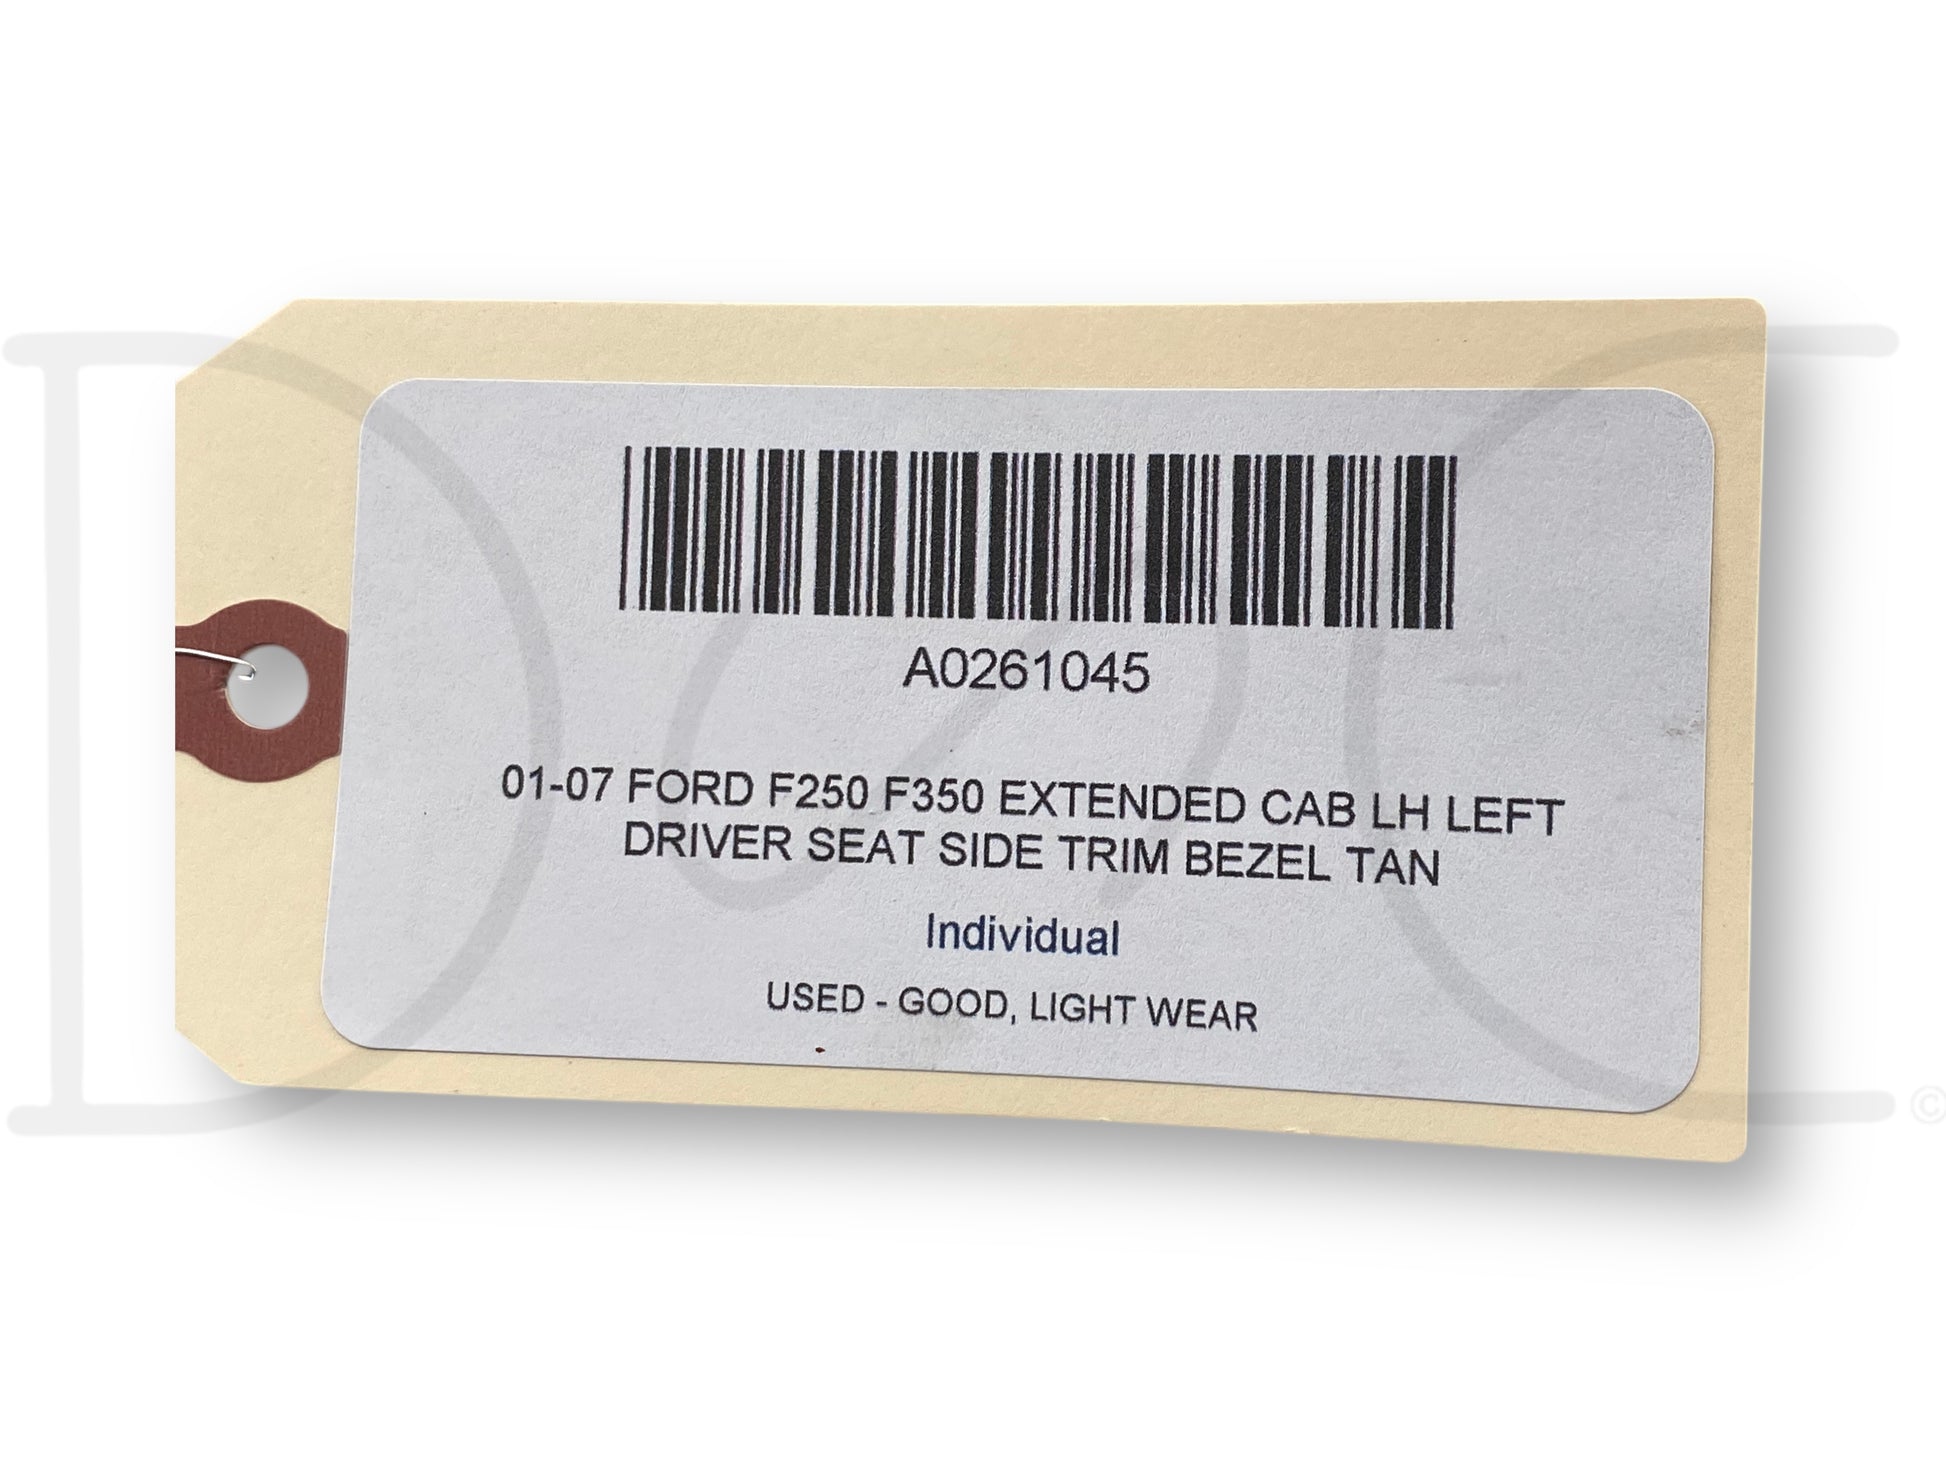 A0261045
01-07 FORD F250 F350 EXTENDED CAB LH LEFT
DRIVER SEAT SIDE TRIM BEZEL TAN
Individual
USED - GOOD, LIGHT WEAR
D
C
©